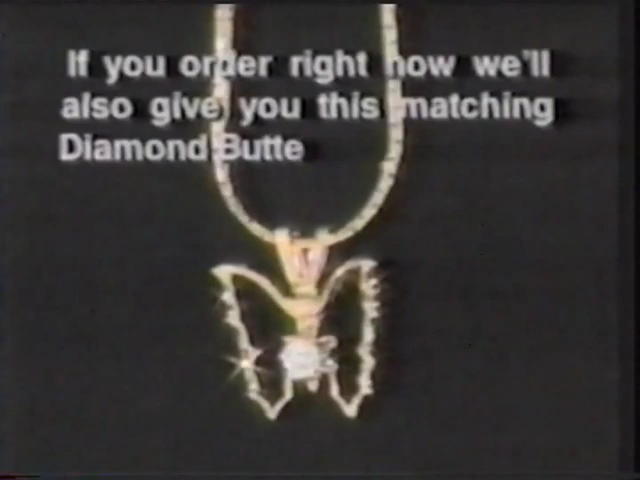 If you order right now we'll
also give you this matching
Diamond Butte